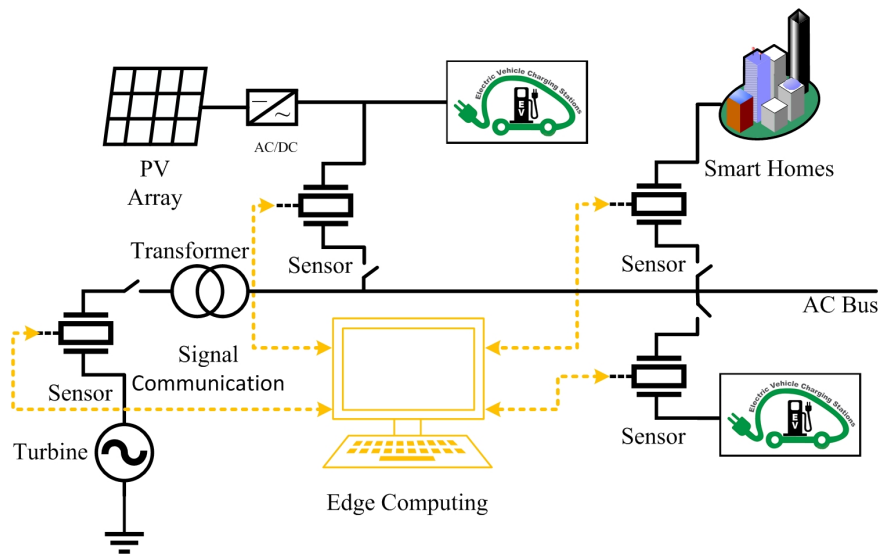 Electric Vehicle Charging Stations
EV
AC/DC
PV
Array
Smart Homes
Transformer
Sensor
Sensor
AC Bus
Signal
Communication
Sensor
Electric Vehicle Charging Stations
EV
Sensor
Turbine
Edge Computing